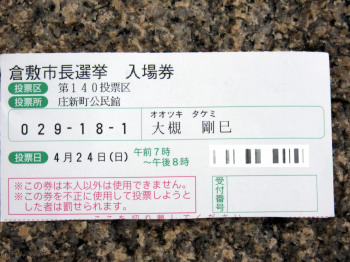 倉敷市長選挙 入場券
投票区 第140投票区
投票所 庄新町公民館
オオツキ タケミ
029-18-1 大槻 剛巳
投票日 4月24日(日) 午前7時〜午後8時
※この券は本人以外は使用できません。
※この券を不正に使用して投票しようと
した者は罰せられます。
受付番号